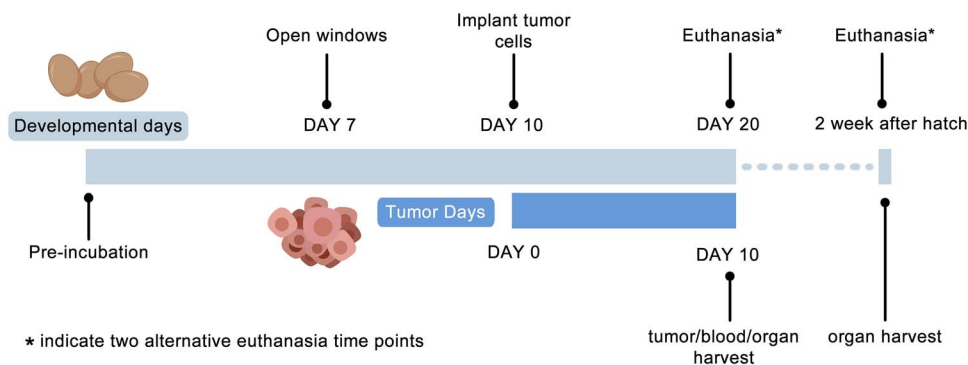 Open windows
Implant tumor
cells
Euthanasia*
Euthanasia*
Developmental days
DAY 7
DAY 10
DAY 20
2 week after hatch
Tumor Days
Pre-incubation
DAY 0
DAY 10
tumor/blood/organ
harvest
organ harvest
* indicate two alternative euthanasia time points